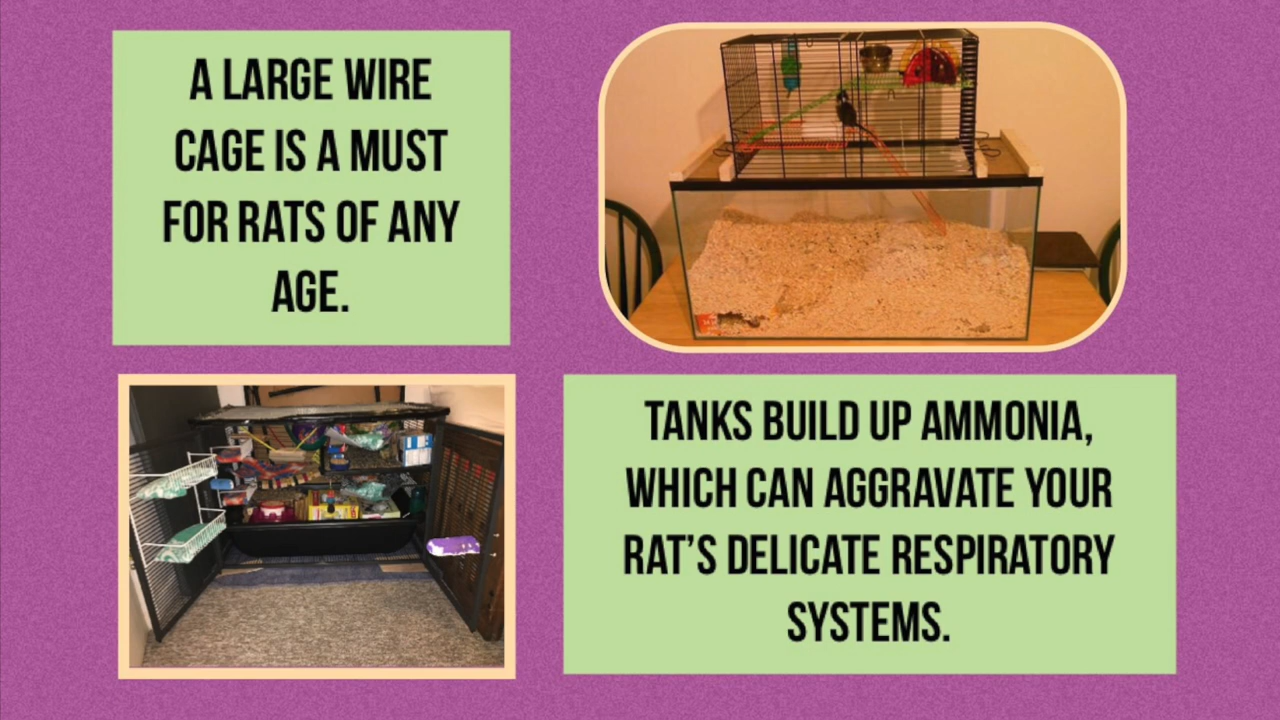 A LARGE WIRE
CAGE IS A MUST
FOR RATS OF ANY
AGE.
TANKS BUILD UP AMMONIA,
WHICH CAN AGGRAVATE YOUR
RAT'S DELICATE RESPIRATORY
SYSTEMS.